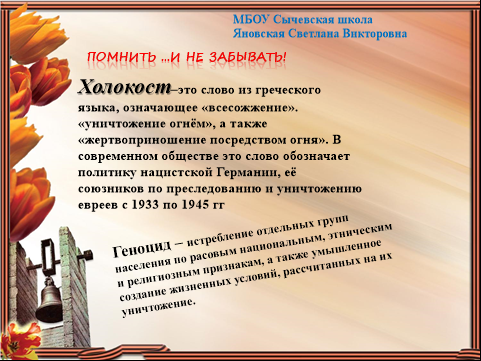 МБОУ Сычевская школа
Яновская Светлана Викторовна
ПОМНИТЬ ...И НЕ ЗАБЫВАТЬ!
Холокост–это слово из греческого
языка, означающее «всесожжение».
«уничтожение огнём», а также
«жертвоприношение посредством огня». В
современном обществе это слово обозначает
политику нацистской Германии, её
союзников по преследованию и уничтожению
евреев с 1933 по 1945 гг
Геноцид – истребление отдельных групп
населения по расовым национальным, этническим
и религиозным признакам, а также умышленное
создание жизненных условий, рассчитанных на их
уничтожение.